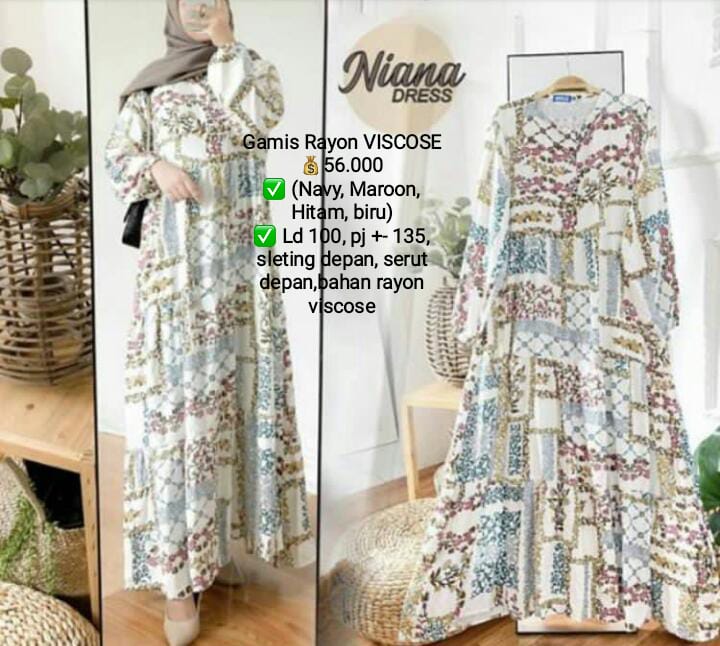 Niana
DRESS
Gamis Rayon VISCOSE
💰56.000
✅ (Navy, Maroon,
Hitam, biru)
✅ Ld 100, pj +- 135,
sleting depan, serut
depan,bahan rayon
viscose